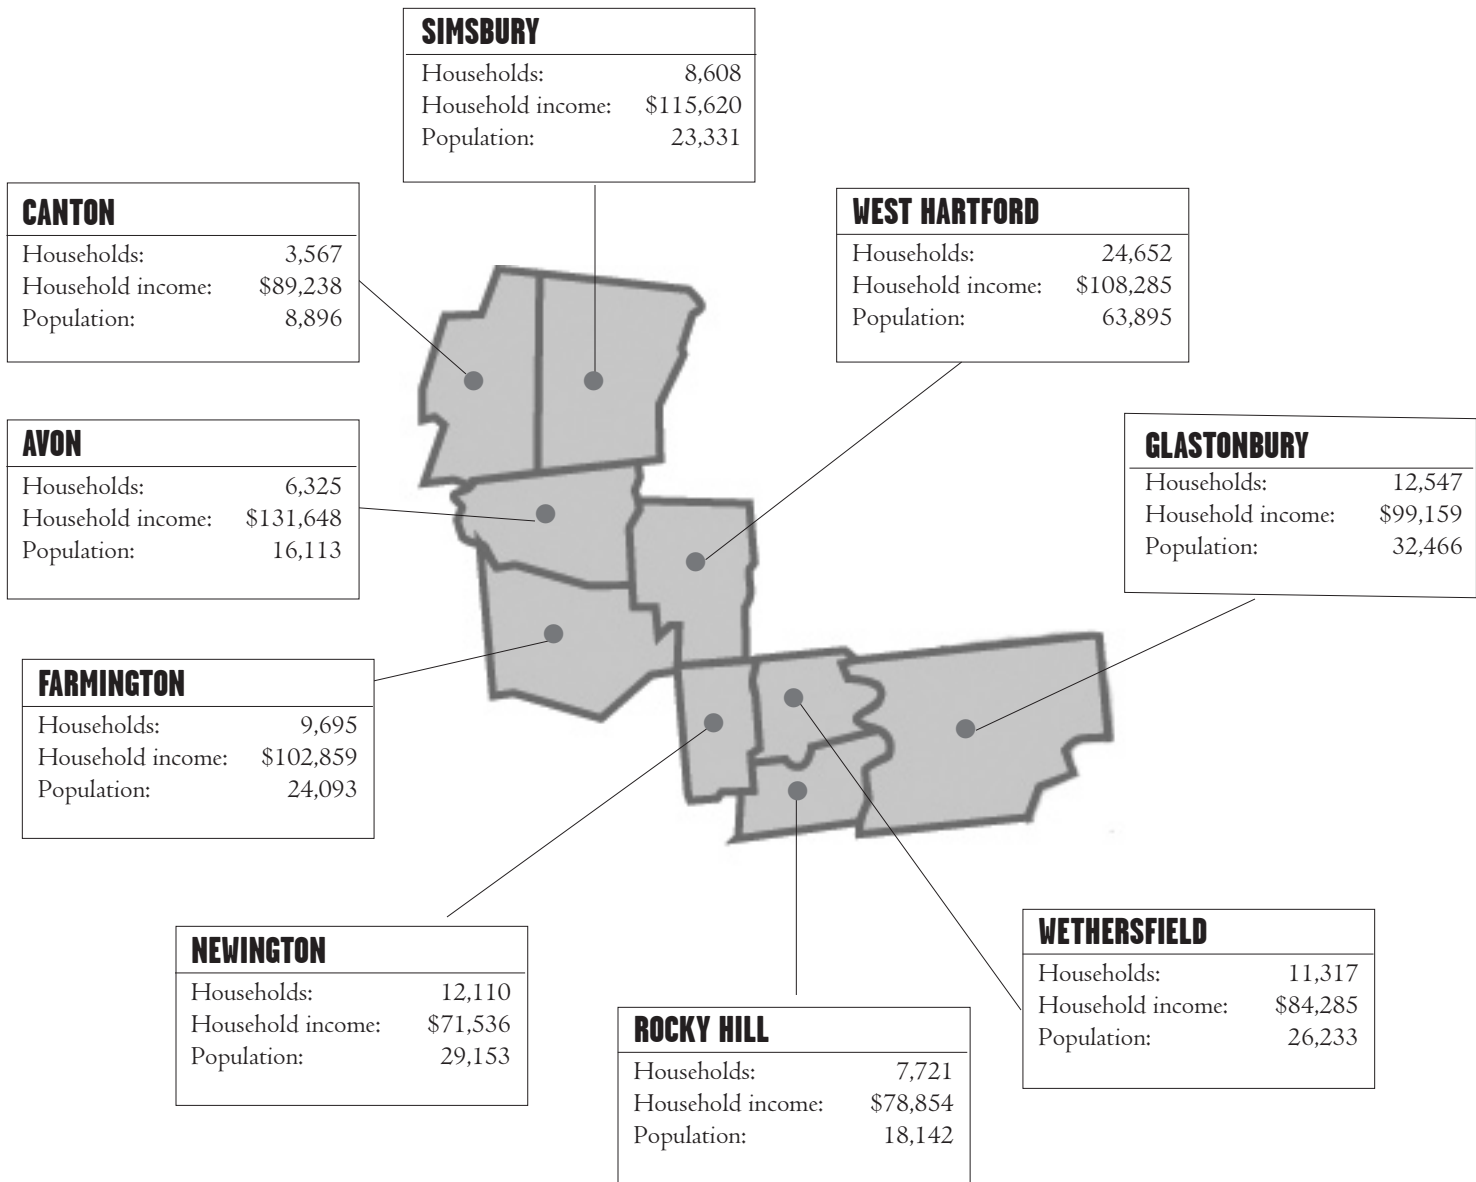 SIMSBURY
Households: 8,608
Household income: $115,620
Population: 23,331
CANTON
Households: 3,567
Household income: $89,238
Population: 8,896
WEST HARTFORD
Households: 24,652
Household income: $108,285
Population: 63,895
AVON
Households: 6,325
Household income: $131,648
Population: 16,113
GLASTONBURY
Households: 12,547
Household income: $99,159
Population: 32,466
FARMINGTON
Households: 9,695
Household income: $102,859
Population: 24,093
NEWINGTON
Households: 12,110
Household income: $71,536
Population: 29,153
ROCKY HILL
Households: 7,721
Household income: $78,854
Population: 18,142
WETHERSFIELD
Households: 11,317
Household income: $84,285
Population: 26,233